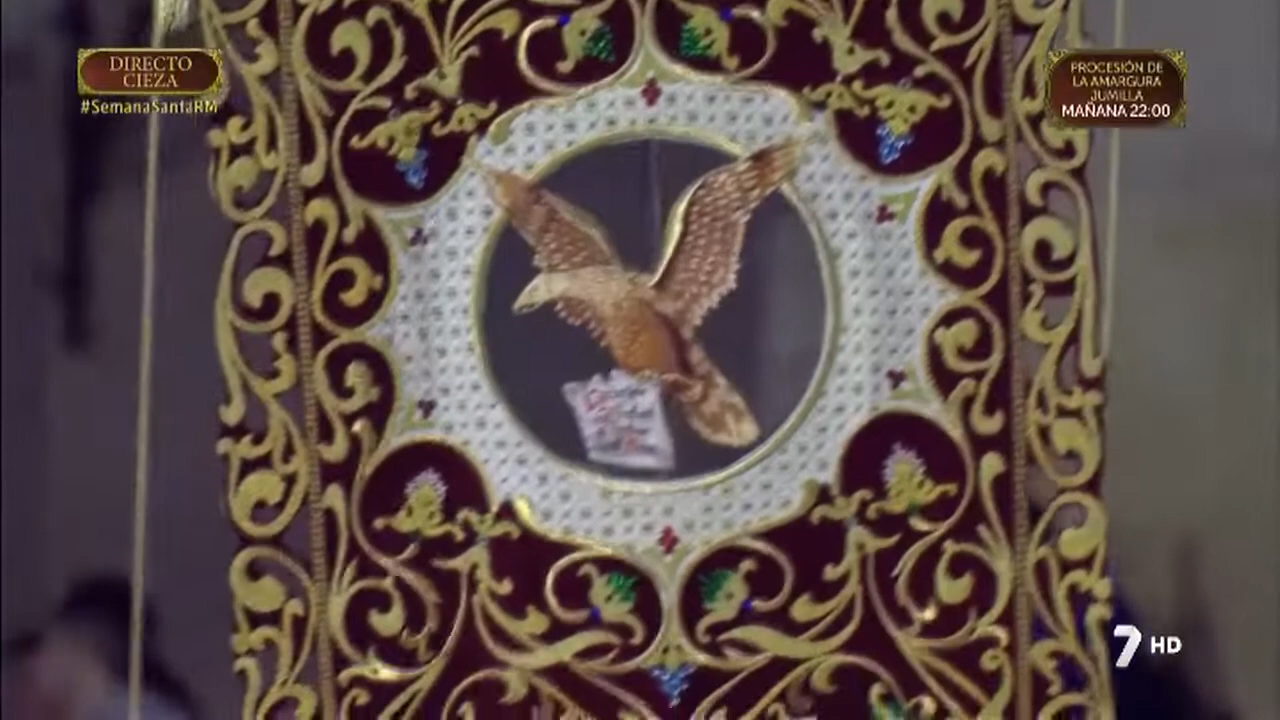 DIRECTO
CIEZA
#SemanaSantaRM
PROCESIÓN DE
LA AMARGURA
JUMILLA
MAÑANA 22:00
7 HD